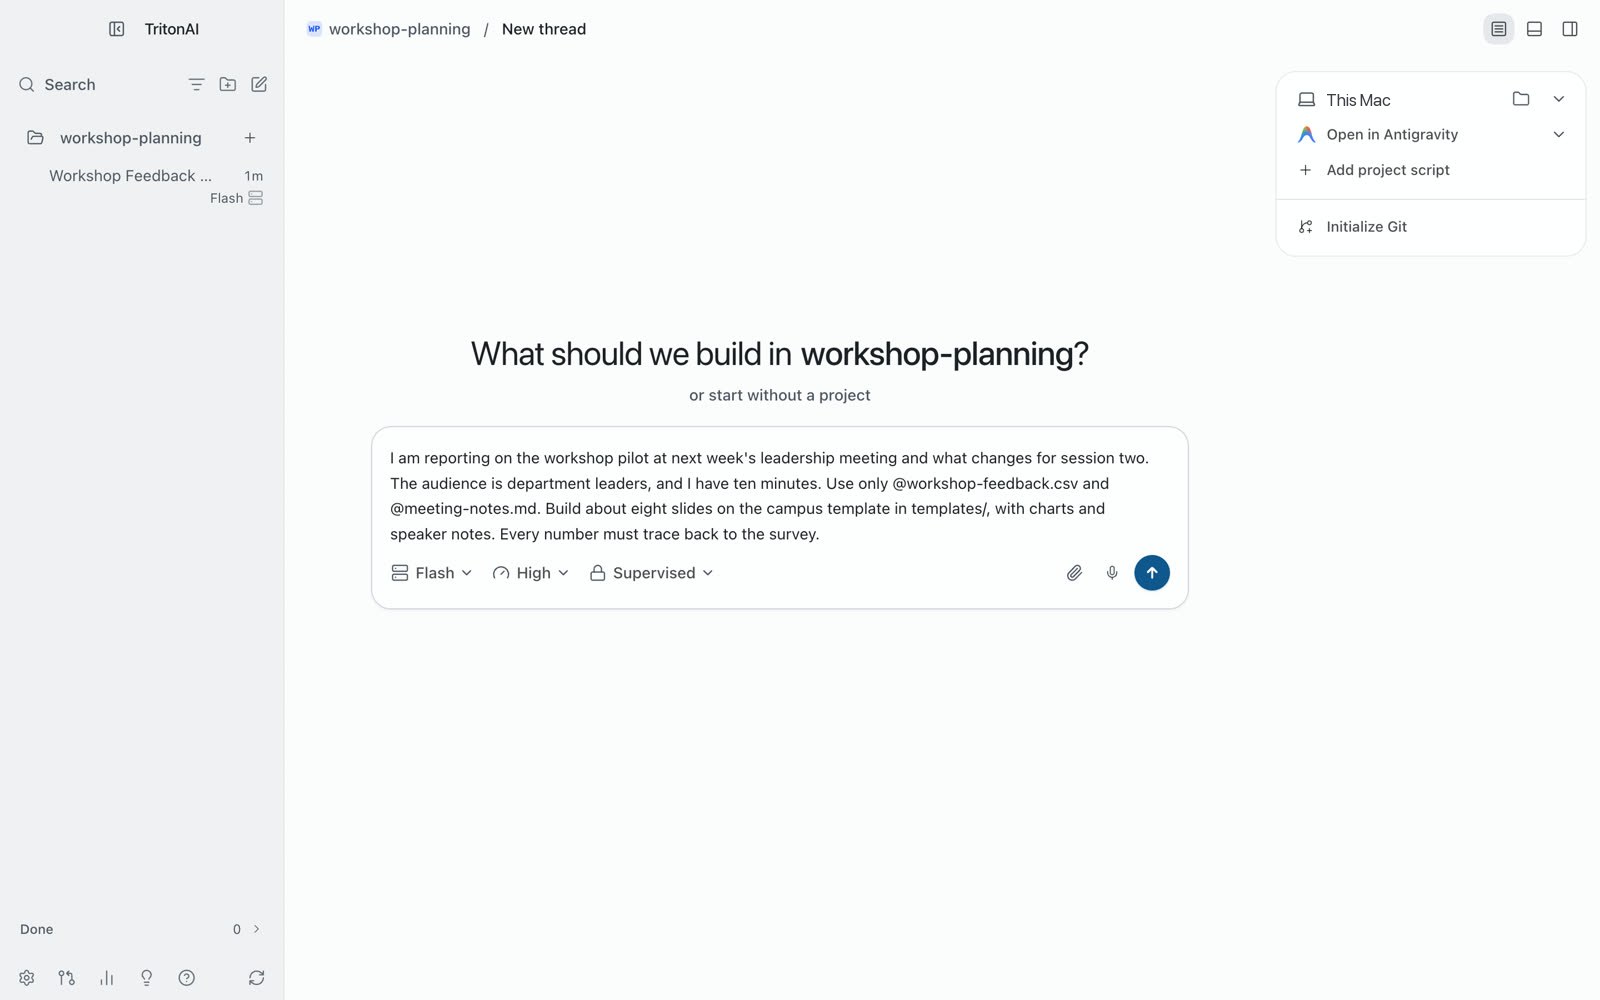 TritonAI
Search
workshop-planning
Workshop Feedback ... 1m
Flash
Done 0
WP workshop-planning / New thread
This Mac
Open in Antigravity
Add project script
Initialize Git
What should we build in workshop-planning?
or start without a project
I am reporting on the workshop pilot at next week's leadership meeting and what changes for session two.
The audience is department leaders, and I have ten minutes. Use only @workshop-feedback.csv and
@meeting-notes.md. Build about eight slides on the campus template in templates/, with charts and
speaker notes. Every number must trace back to the survey.
Flash High Supervised